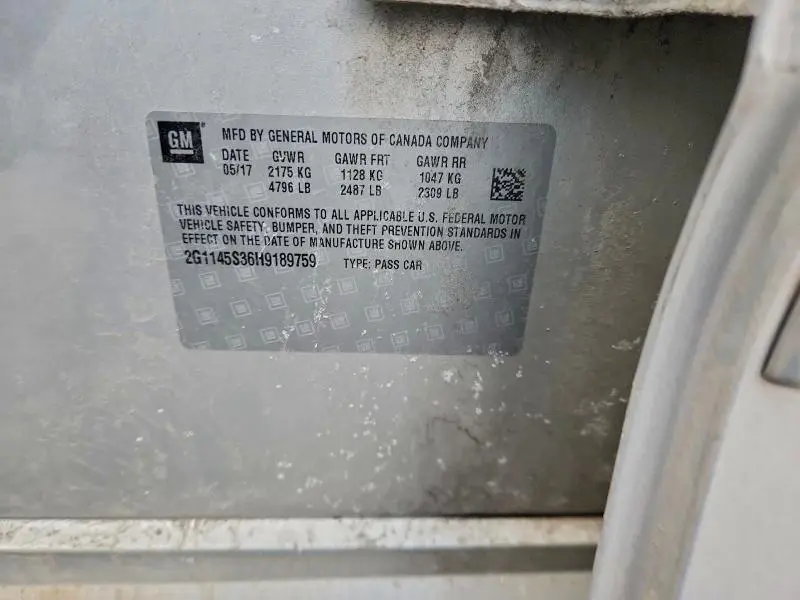 GM
MFD BY GENERAL MOTORS OF CANADA COMPANY
DATE GVWR GAWR FRT GAWR RR
05/17 2175 KG 1128 KG 1047 KG
4796 LB 2487 LB 2309 LB
THIS VEHICLE CONFORMS TO ALL APPLICABLE U.S. FEDERAL MOTOR
VEHICLE SAFETY, BUMPER, AND THEFT PREVENTION STANDARDS IN
EFFECT ON THE DATE OF MANUFACTURE SHOWN ABOVE.
2G1145S36H9189759 TYPE: PASS CAR